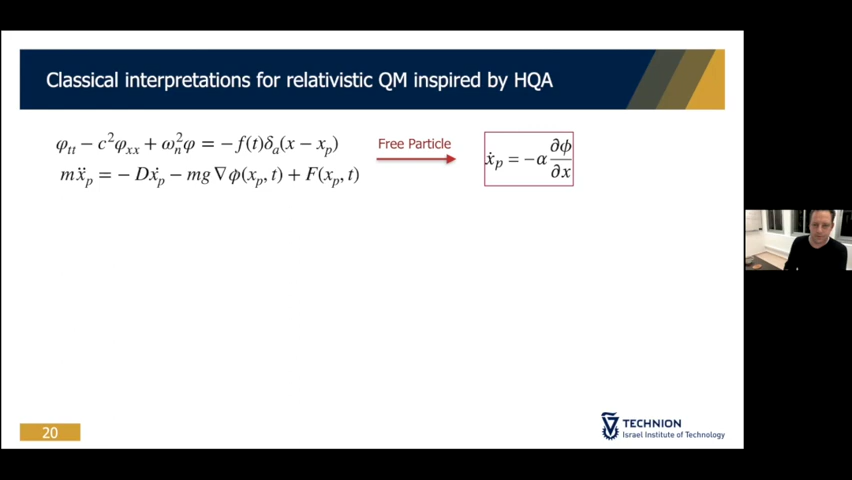 Classical interpretations for relativistic QM inspired by HQA
φ_tt − c²φ_xx + ω_n²φ = −f(t)δ_a(x − x_p)
mẍ_p = − Dẋ_p − mg ∇ϕ(x_p, t) + F(x_p, t)
Free Particle
ẋ_p = −α ∂ϕ/∂x
20
TECHNION
Israel Institute of Technology